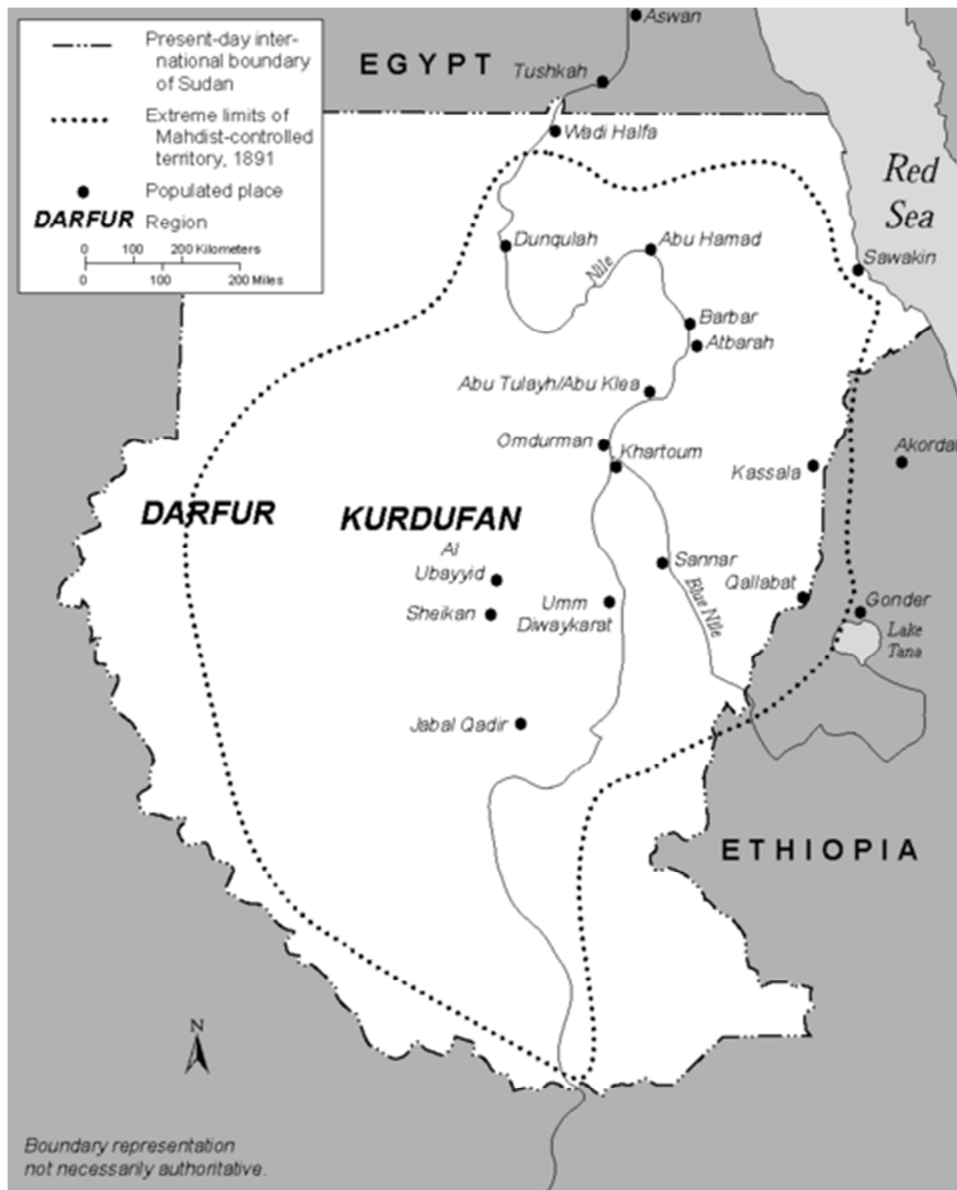 Present-day inter-
national boundary
of Sudan
Extreme limits of
Mahdist-controlled
territory, 1891
Populated place
DARFUR Region
0 100 200 Kilometers
0 100 200 Miles
Aswan
EGYPT
Tushkah
Wadi Halfa
Red
Sea
Dunqulah
Abu Hamad
Nile
Sawakin
Barbar
Atbarah
Abu Tulayh/Abu Klea
Omdurman
Khartoum
Kassala
Akordat
DARFUR
KURDUFAN
Al
Ubayyid
Sannar
Qallabat
Sheikan
Umm
Diwaykarat
Blue Nile
Gonder
Lake
Tana
Jabal Qadir
ETHIOPIA
N
Boundary representation
not necessarily authoritative.